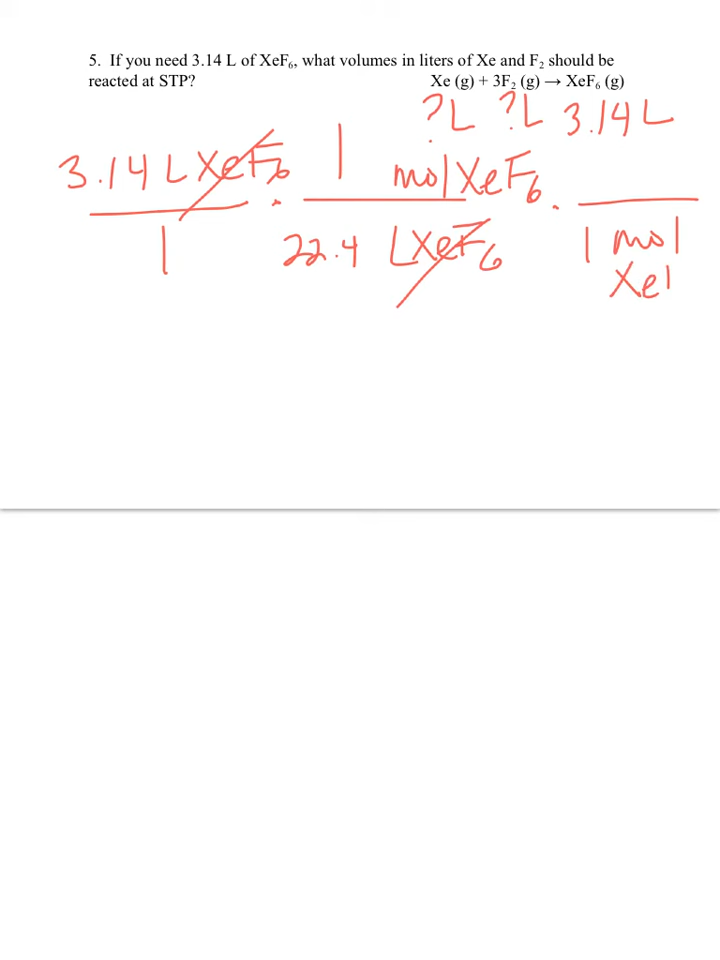 5. If you need 3.14 L of XeF₆, what volumes in liters of Xe and F₂ should be
reacted at STP? Xe (g) + 3F₂ (g) → XeF₆ (g)
?L ?L 3.14 L
3.14 L XeF₆ 1 mol XeF₆
1 · 22.4 L XeF₆ · 1 mol
Xe